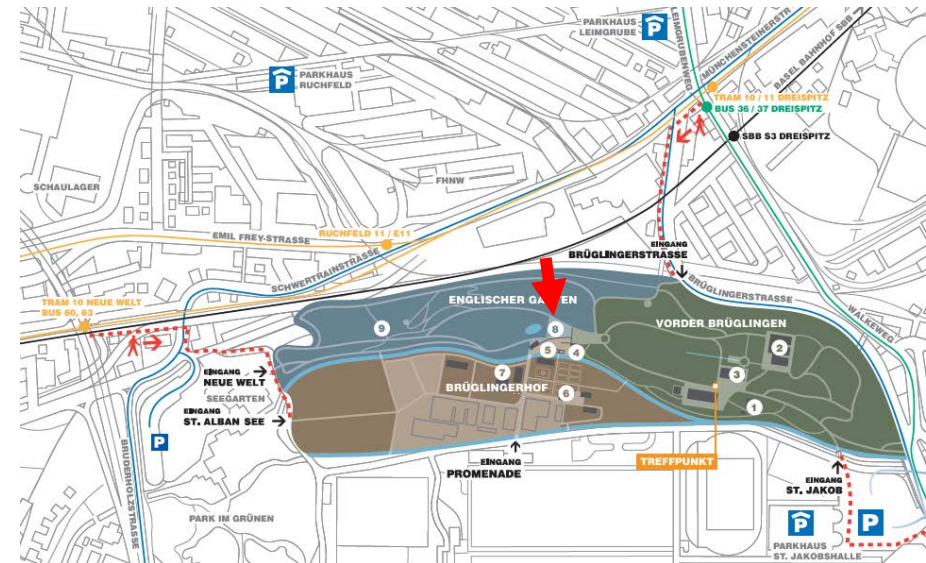 PARKHAUS
LEIMGRUBE
P
LEIMGRUBENWEG
MÜNCHENSTEINERSTR
BASEL BAHNHOF SBB
P
PARKHAUS
RUCHFELD
TRAM 10 / 11 DREISPITZ
BUS 36 / 37 DREISPITZ
SBB S3 DREISPITZ
SCHAULAGER
FHNW
EMIL FREY-STRASSE
RUCHFELD 11 / E11
EINGANG
BRÜGLINGERSTRASSE
SCHWERTRAINSTRASSE
BRÜGLINGERSTRASSE
WALKEWEG
TRAM 10 NEUE WELT
BUS 60, 63
ENGLISCHER GARTEN
VORDER BRÜGLINGEN
9
8
5
4
2
3
7
BRÜGLINGERHOF
6
1
EINGANG
NEUE WELT
SEEGARTEN
EINGANG
ST. ALBAN SEE
P
BRUDERHOLZSTRASSE
EINGANG
PROMENADE
TREFFPUNKT
EINGANG
ST. JAKOB
PARK IM GRÜNEN
P
PARKHAUS
ST. JAKOBSHALLE
P